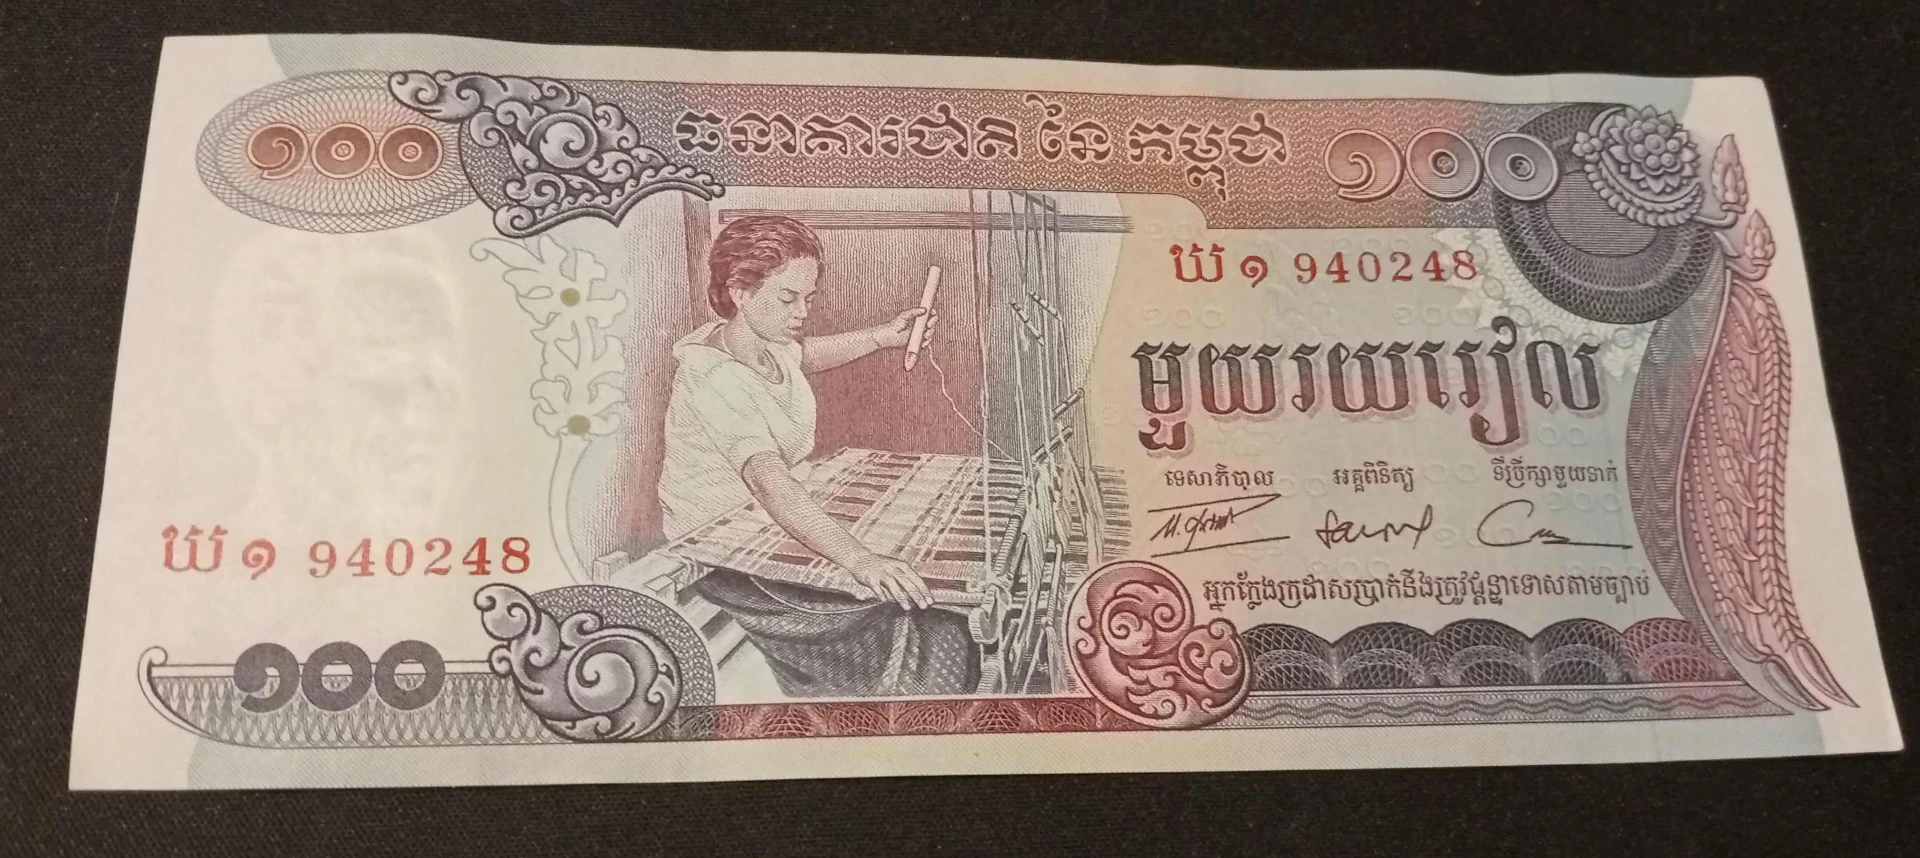 ១០០
ធនាគារជាតិ នៃ កម្ពុជា
១០០
ឃ ១ 940248
មួយរយរៀល
ទេសាភិបាល អគ្គពិនិត្យ ទីប្រឹក្សាមួយទាក់
ឃ ១ 940248
អ្នកក្លែងក្រដាសប្រាក់នឹងត្រូវផ្តន្ទាទោសតាមច្បាប់
១០០